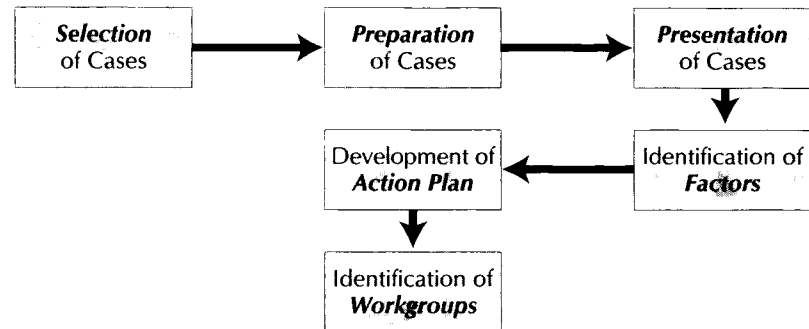 Selection
of Cases
Preparation
of Cases
Presentation
of Cases
Identification of
Factors
Development of
Action Plan
Identification of
Workgroups